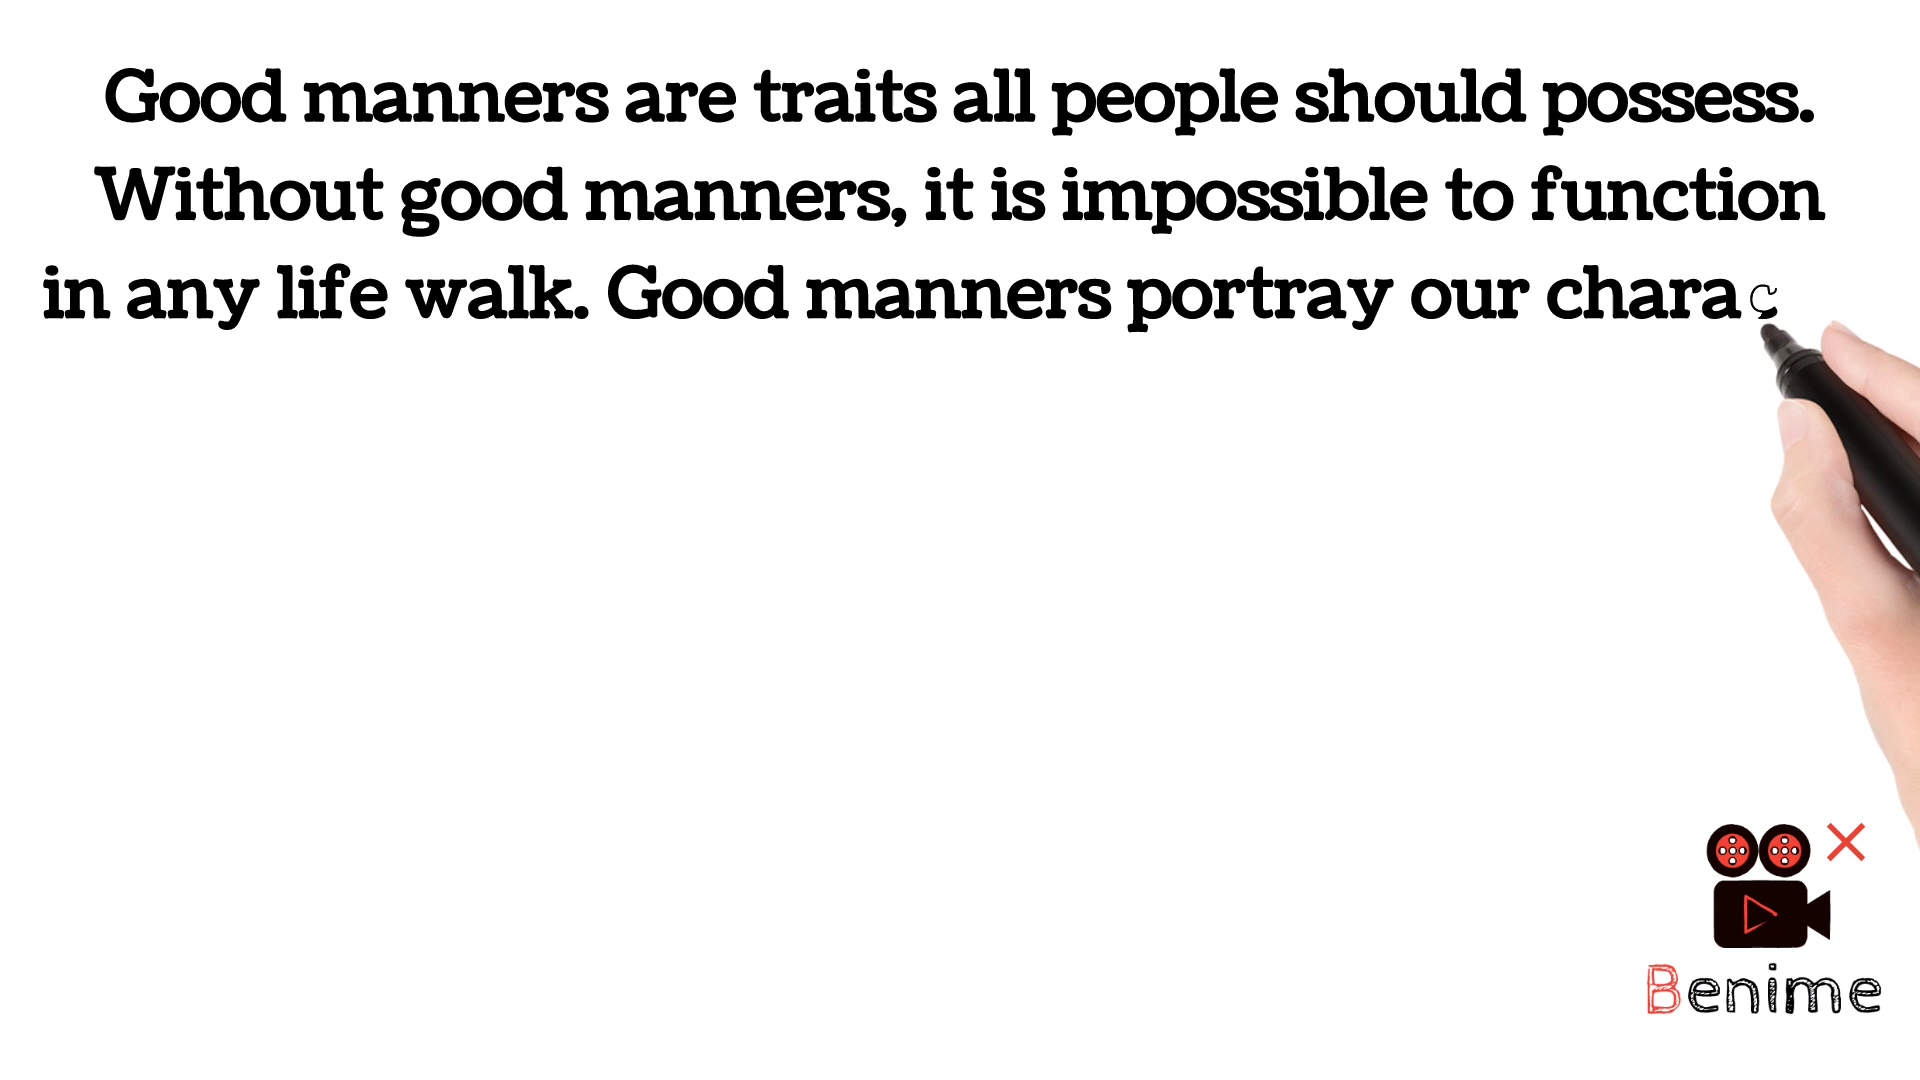 Good manners are traits all people should possess.
Without good manners, it is impossible to function
in any life walk. Good manners portray our charac
Benime